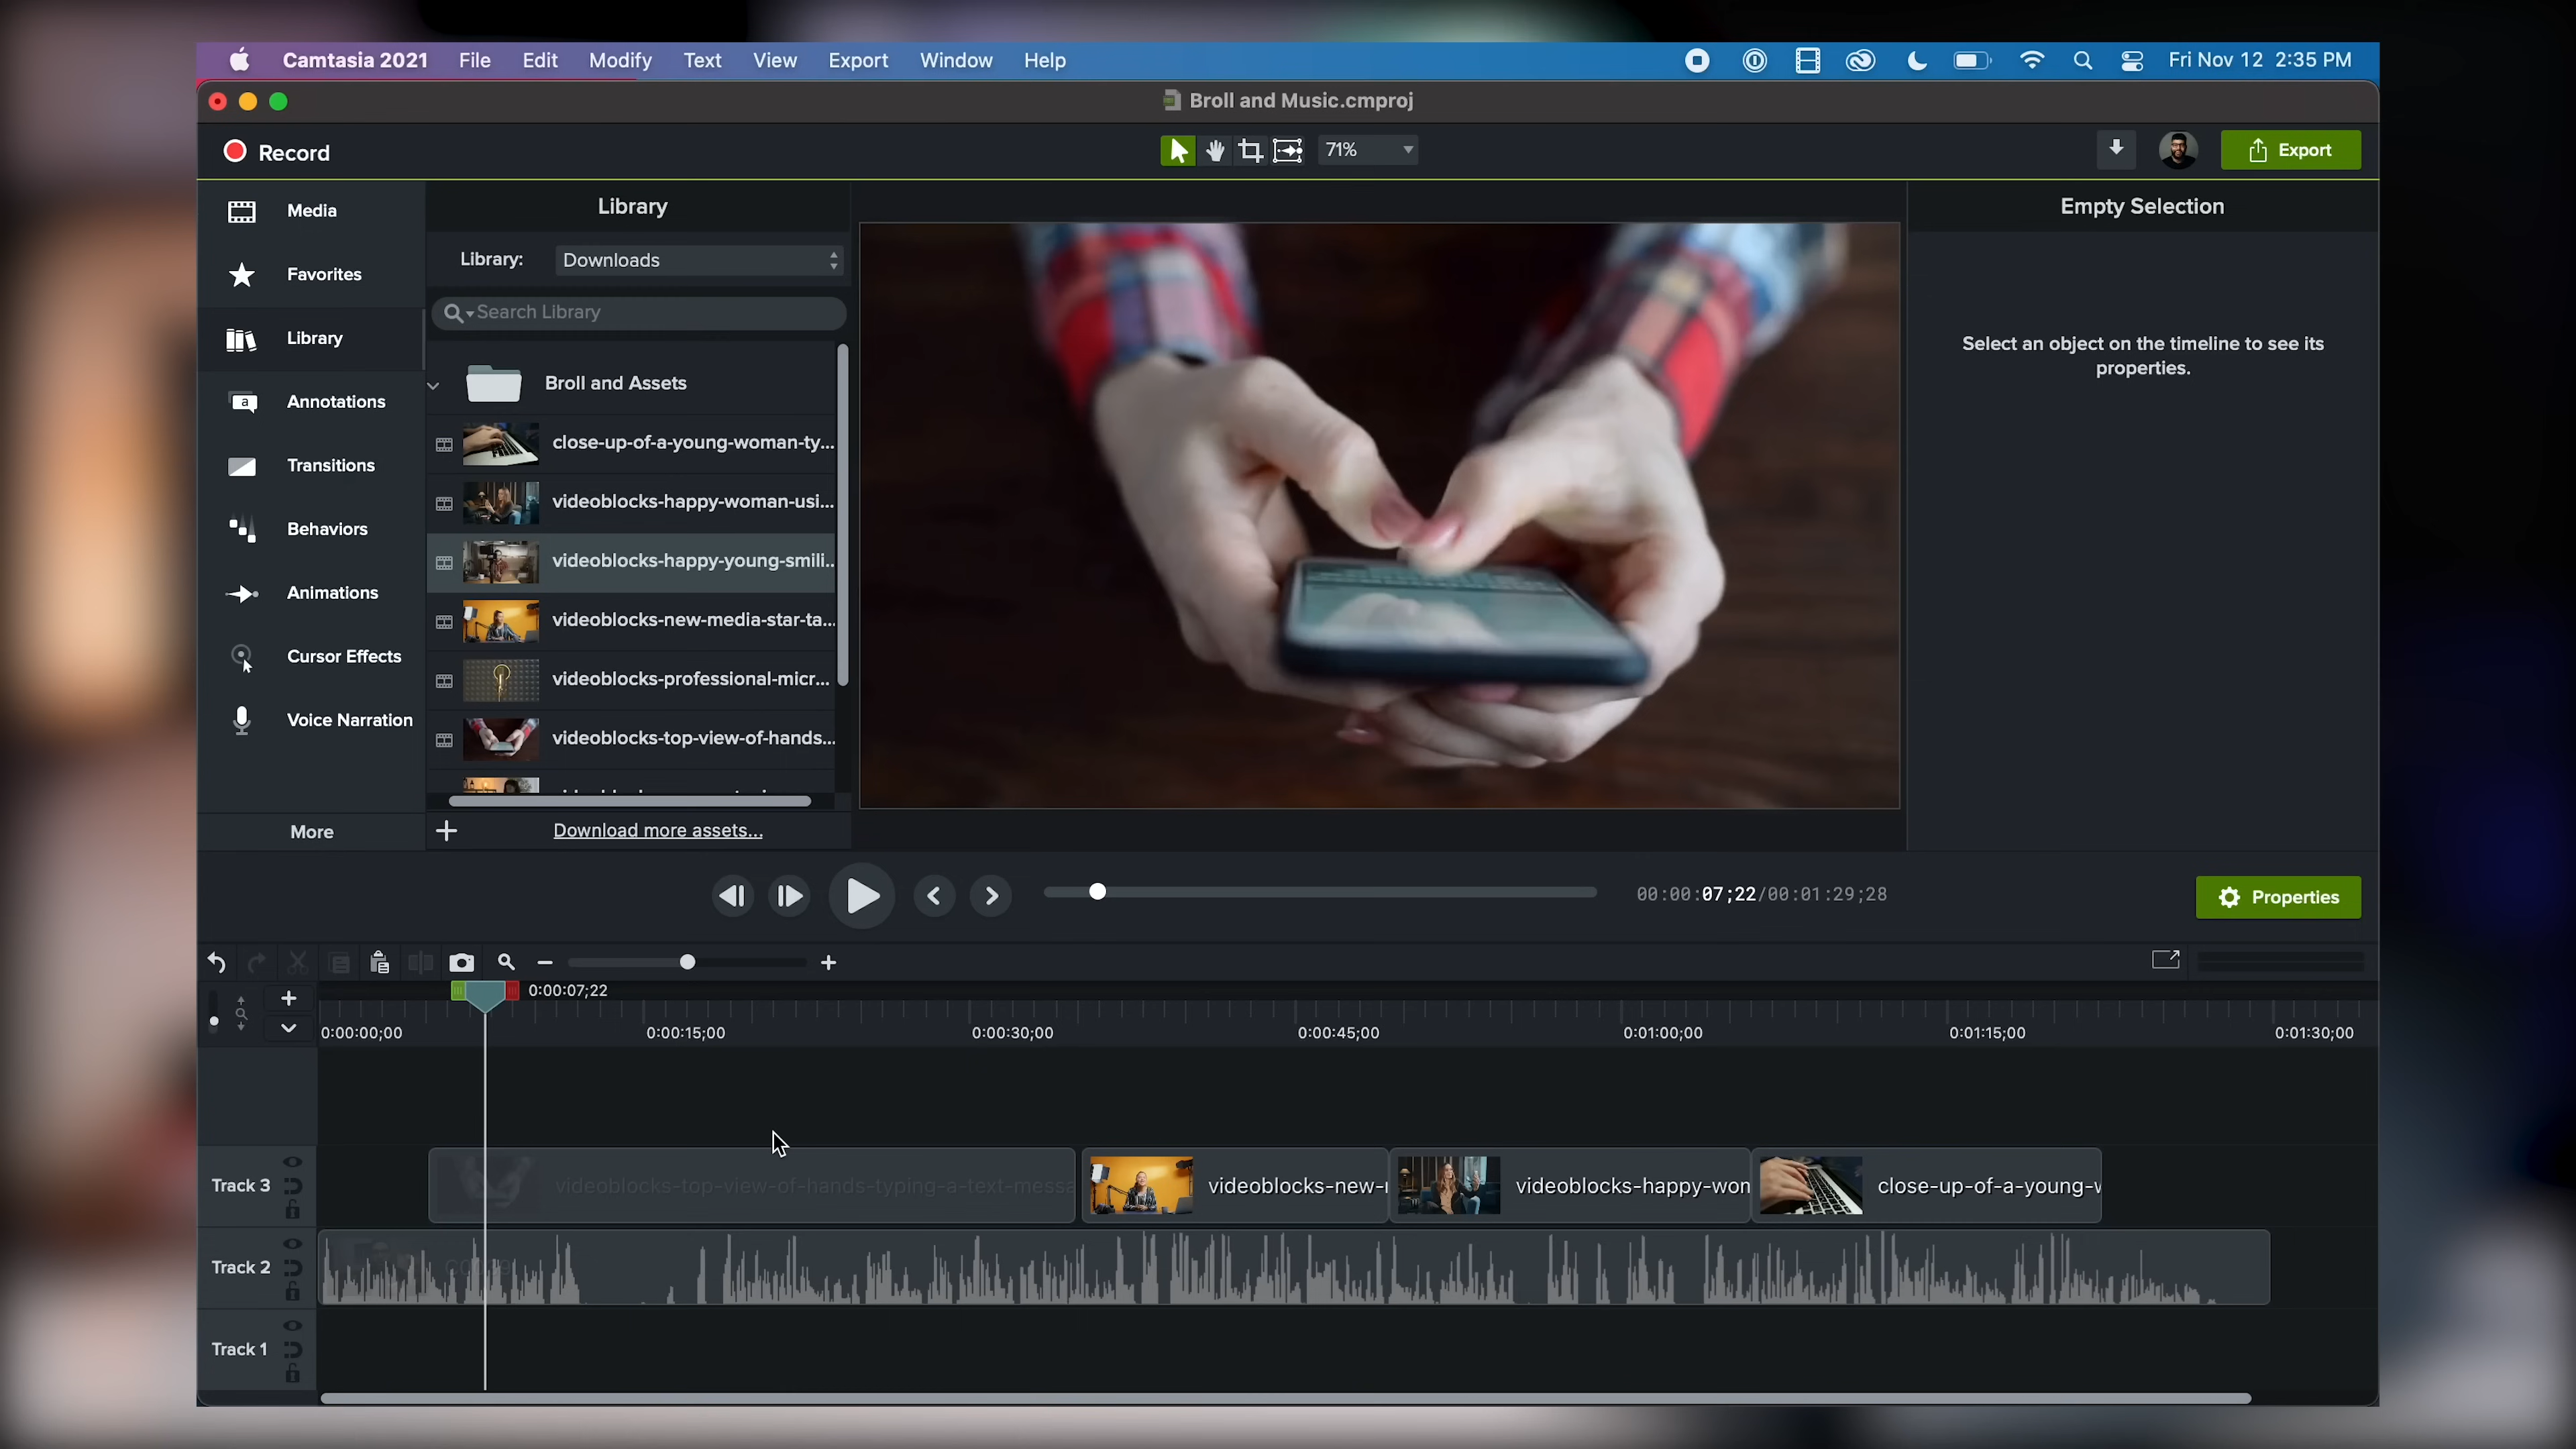 Camtasia 2021 File Edit Modify Text View Export Window Help Fri Nov 12 2:35 PM
Broll and Music.cmproj
Record 71% Export
Media
Favorites
Library
Annotations
Transitions
Behaviors
Animations
Cursor Effects
Voice Narration
More
Library
Library: Downloads
Search Library
Broll and Assets
close-up-of-a-young-woman-ty...
videoblocks-happy-woman-usi...
videoblocks-happy-young-smili...
videoblocks-new-media-star-ta...
videoblocks-professional-micr...
videoblocks-top-view-of-hands...
Download more assets...
Empty Selection
Select an object on the timeline to see its
properties.
00:00:07;22/00:01:29;28
Properties
0:00:07;22
0:00:00;00 0:00:15;00 0:00:30;00 0:00:45;00 0:01:00;00 0:01:15;00 0:01:30;00
Track 3 videoblocks-top-view-of-hands-typing-a-text-messa videoblocks-new- videoblocks-happy-won close-up-of-a-young-
Track 2
Track 1